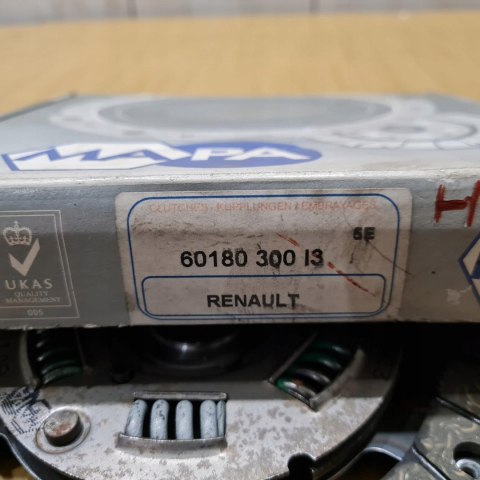 MAPA
CLUTCHES - KUPPLUNGEN - EMBRAYAGES
5E
60180 300 I3
RENAULT
UKAS
QUALITY
MANAGEMENT
005
H